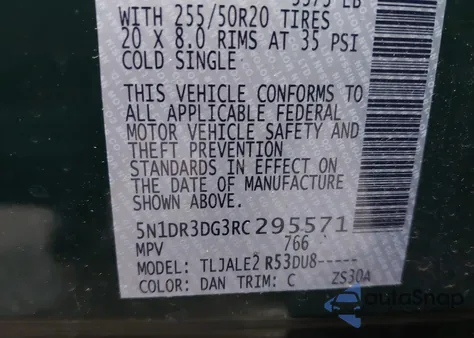 WITH 255/50R20 TIRES
20 X 8.0 RIMS AT 35 PSI
COLD SINGLE
THIS VEHICLE CONFORMS TO
ALL APPLICABLE FEDERAL
MOTOR VEHICLE SAFETY AND
THEFT PREVENTION
STANDARDS IN EFFECT ON
THE DATE OF MANUFACTURE
SHOWN ABOVE.
5N1DR3DG3RC295571
MPV 766
MODEL: TLJALE2 R53DU8-----
COLOR: DAN TRIM: C ZS30A
autoSnap